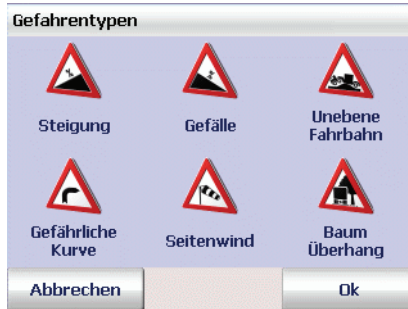 Gefahrentypen
Steigung
Gefälle
Unebene
Fahrbahn
Gefährliche
Kurve
Seitenwind
Baum
Überhang
Abbrechen
Ok